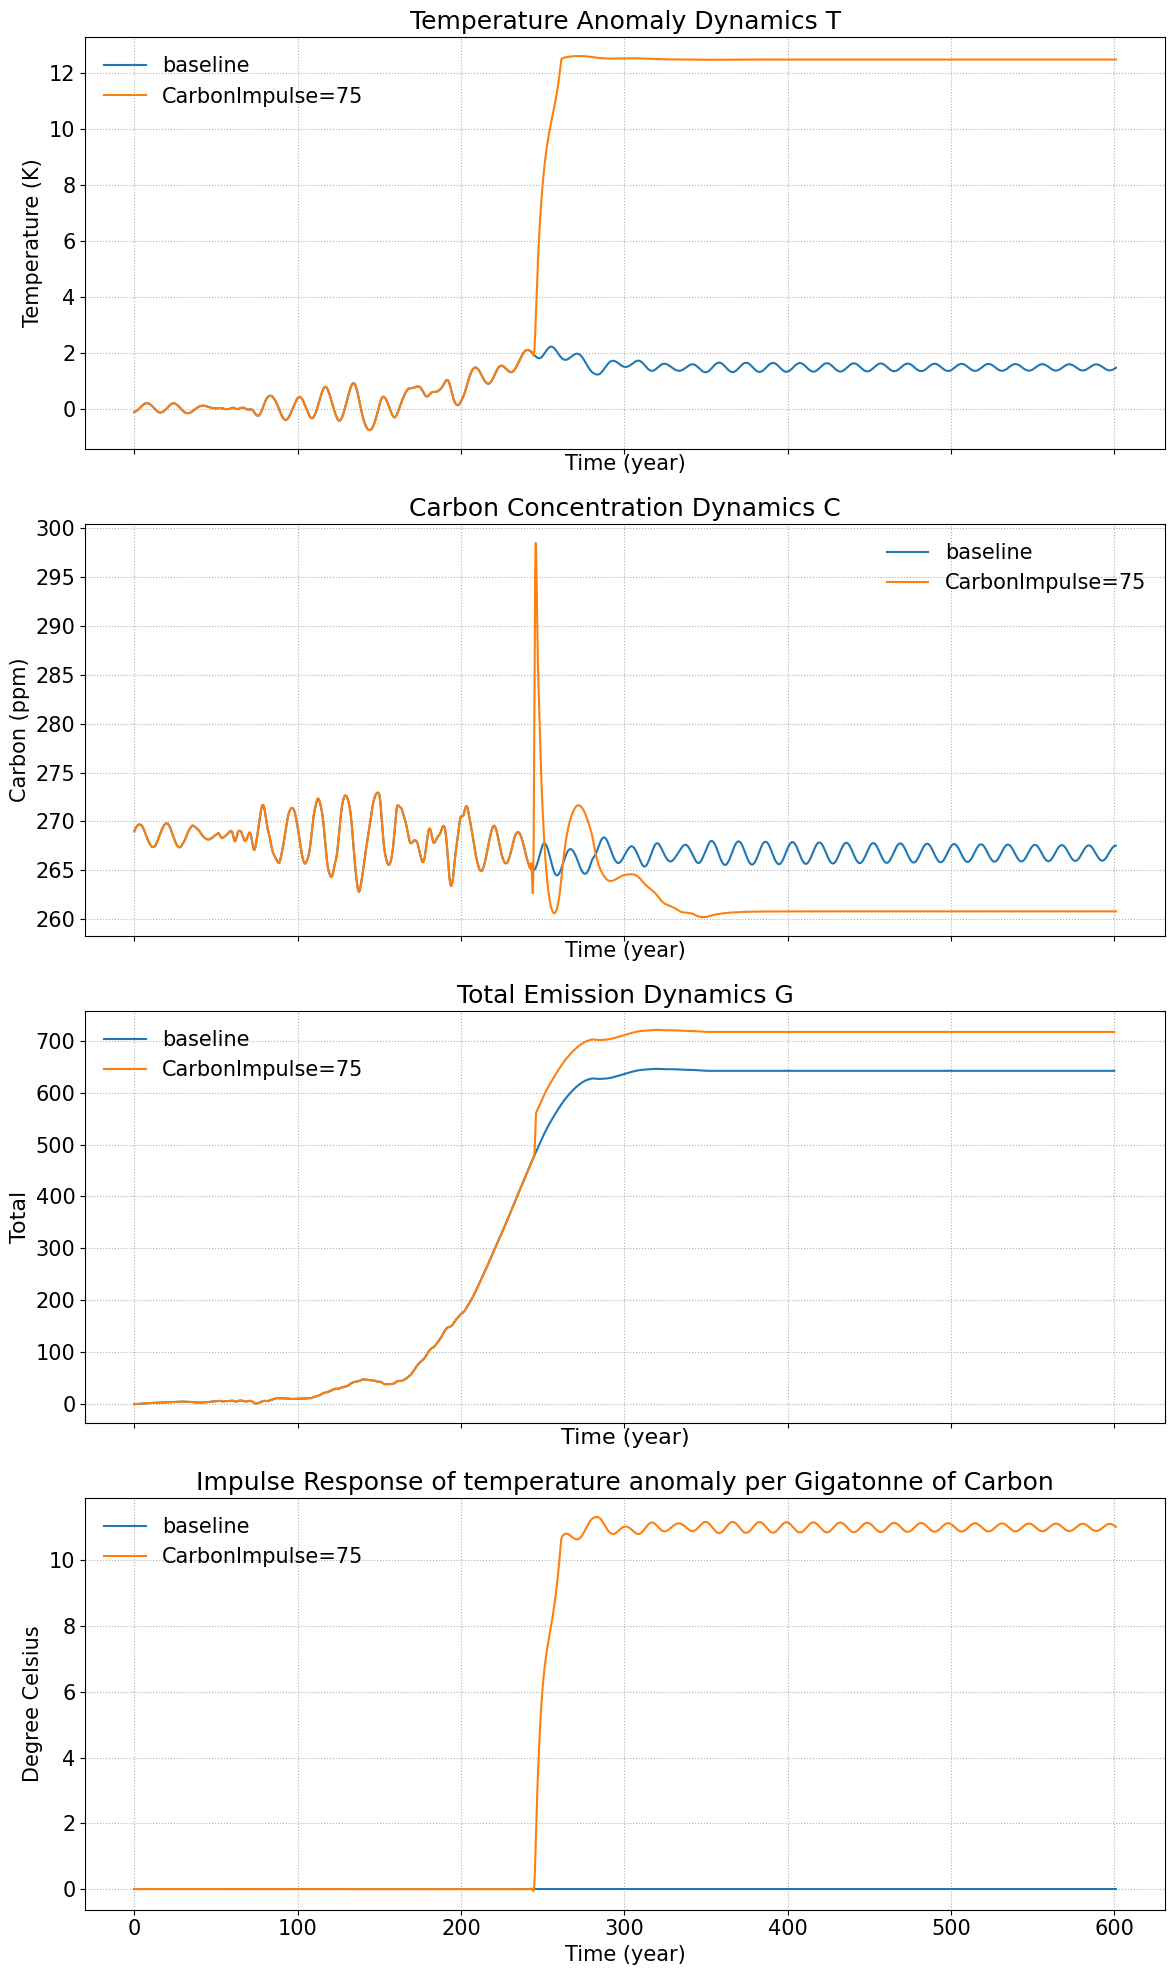 Temperature Anomaly Dynamics T
baseline
CarbonImpulse=75
12
10
8
6
4
2
0
Temperature (K)
Time (year)
Carbon Concentration Dynamics C
baseline
CarbonImpulse=75
300
295
290
285
280
275
270
265
260
Carbon (ppm)
Time (year)
Total Emission Dynamics G
baseline
CarbonImpulse=75
700
600
500
400
300
200
100
0
Total
Time (year)
Impulse Response of temperature anomaly per Gigatonne of Carbon
baseline
CarbonImpulse=75
10
8
6
4
2
0
Degree Celsius
0 100 200 300 400 500 600
Time (year)